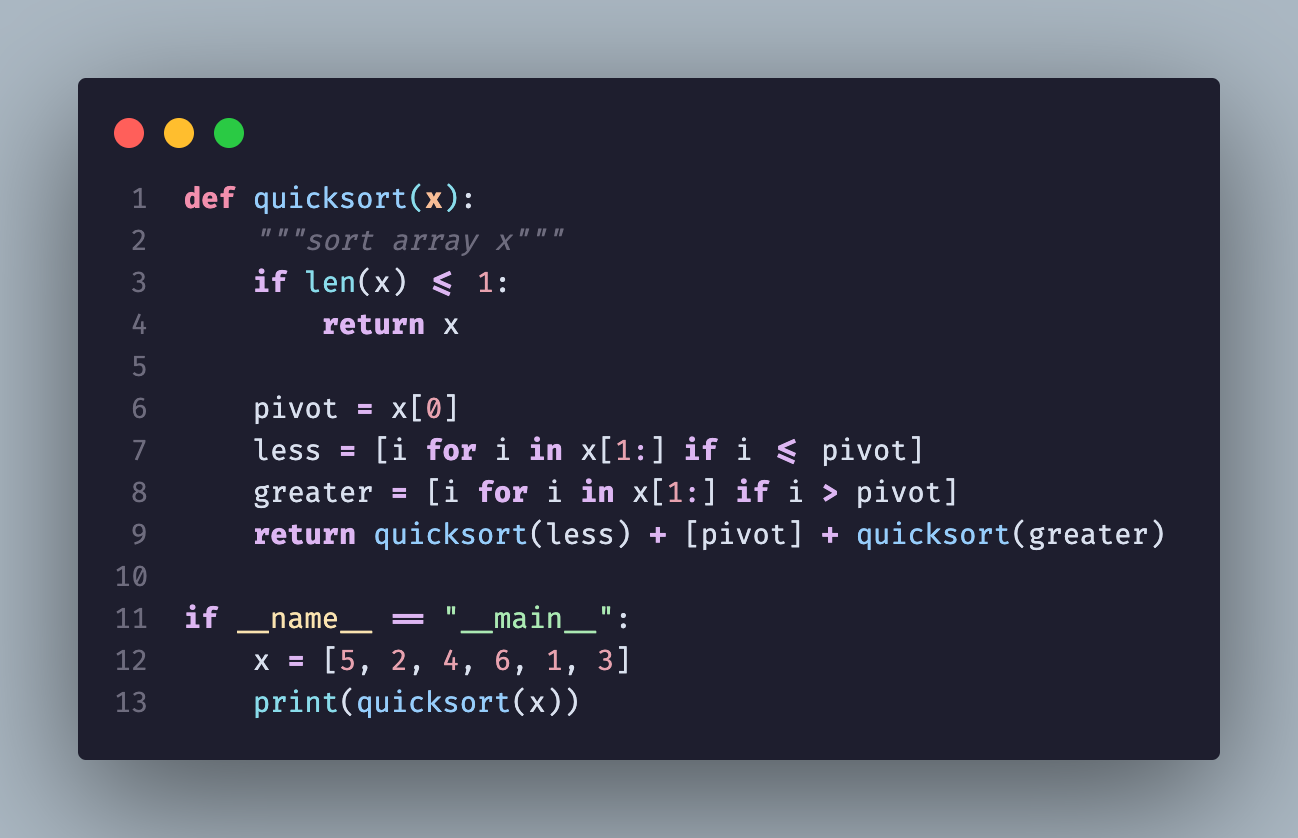 1 def quicksort(x):
2     """sort array x"""
3     if len(x) <= 1:
4         return x
5
6     pivot = x[0]
7     less = [i for i in x[1:] if i <= pivot]
8     greater = [i for i in x[1:] if i > pivot]
9     return quicksort(less) + [pivot] + quicksort(greater)
10
11 if __name__ == "__main__":
12     x = [5, 2, 4, 6, 1, 3]
13     print(quicksort(x))